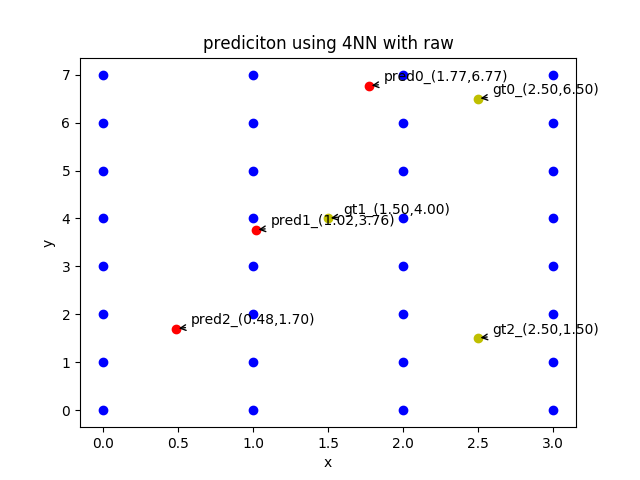 prediciton using 4NN with raw
7
pred0_(1.77,6.77)
gt0_(2.50,6.50)
6
5
gt1_(1.50,4.00)
4
pred1_(1.02,3.76)
y
3
2
pred2_(0.48,1.70)
gt2_(2.50,1.50)
1
0
0.0 0.5 1.0 1.5 2.0 2.5 3.0
x